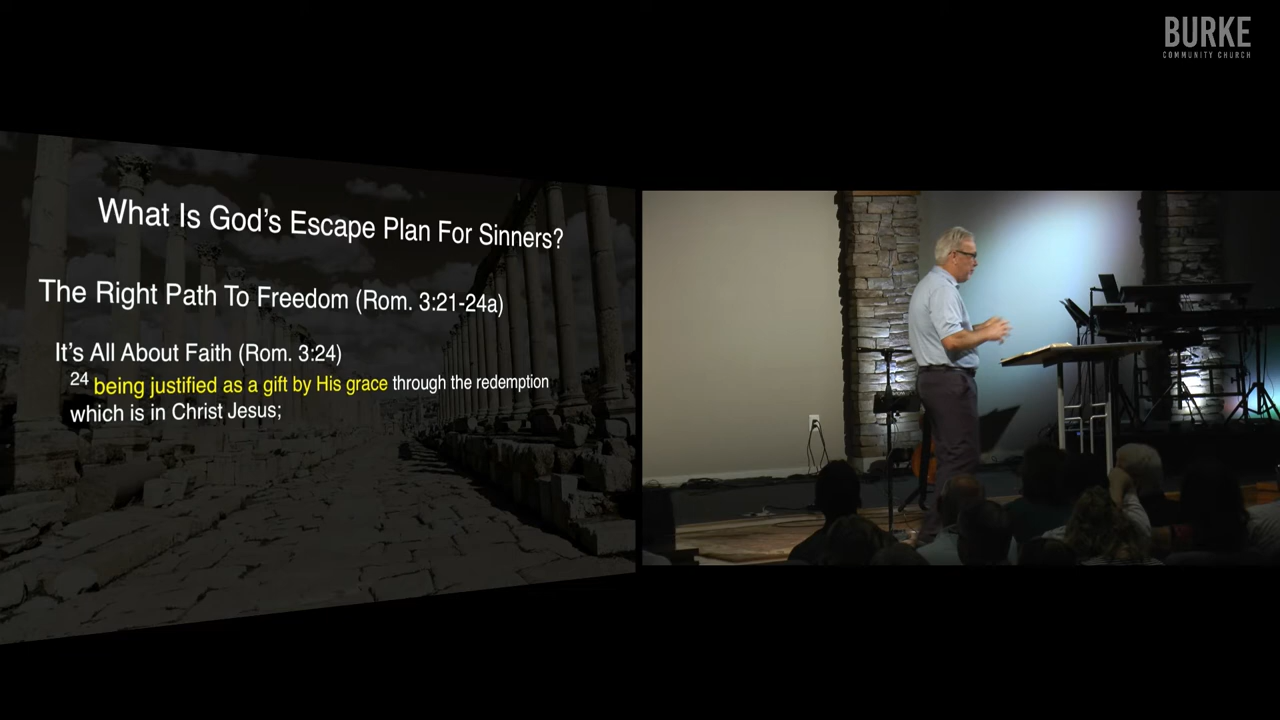 BURKE
COMMUNITY CHURCH
What Is God's Escape Plan For Sinners?
The Right Path To Freedom (Rom. 3:21-24a)
It's All About Faith (Rom. 3:24)
24 being justified as a gift by His grace through the redemption
which is in Christ Jesus;